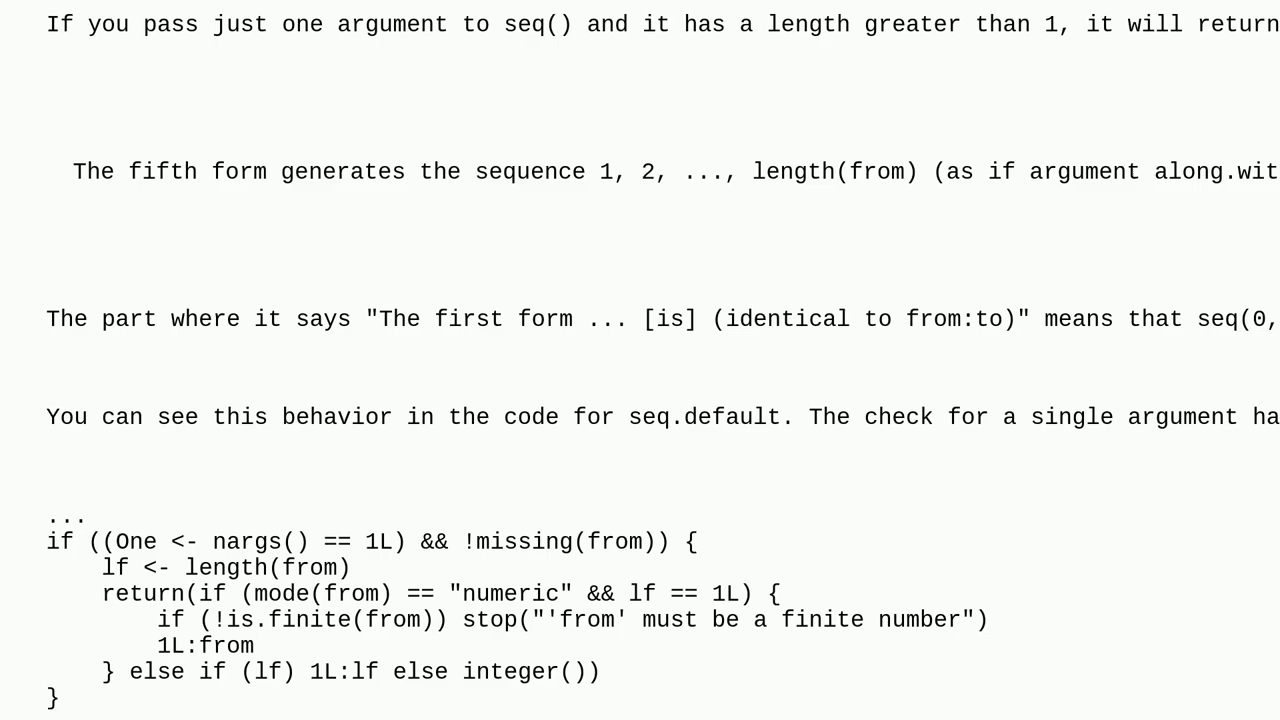 If you pass just one argument to seq() and it has a length greater than 1, it will return
The fifth form generates the sequence 1, 2, ..., length(from) (as if argument along.wit
The part where it says "The first form ... [is] (identical to from:to)" means that seq(0,
You can see this behavior in the code for seq.default. The check for a single argument ha
...
if ((One <- nargs() == 1L) && !missing(from)) {
    lf <- length(from)
    return(if (mode(from) == "numeric" && lf == 1L) {
        if (!is.finite(from)) stop("'from' must be a finite number")
        1L:from
    } else if (lf) 1L:lf else integer())
}